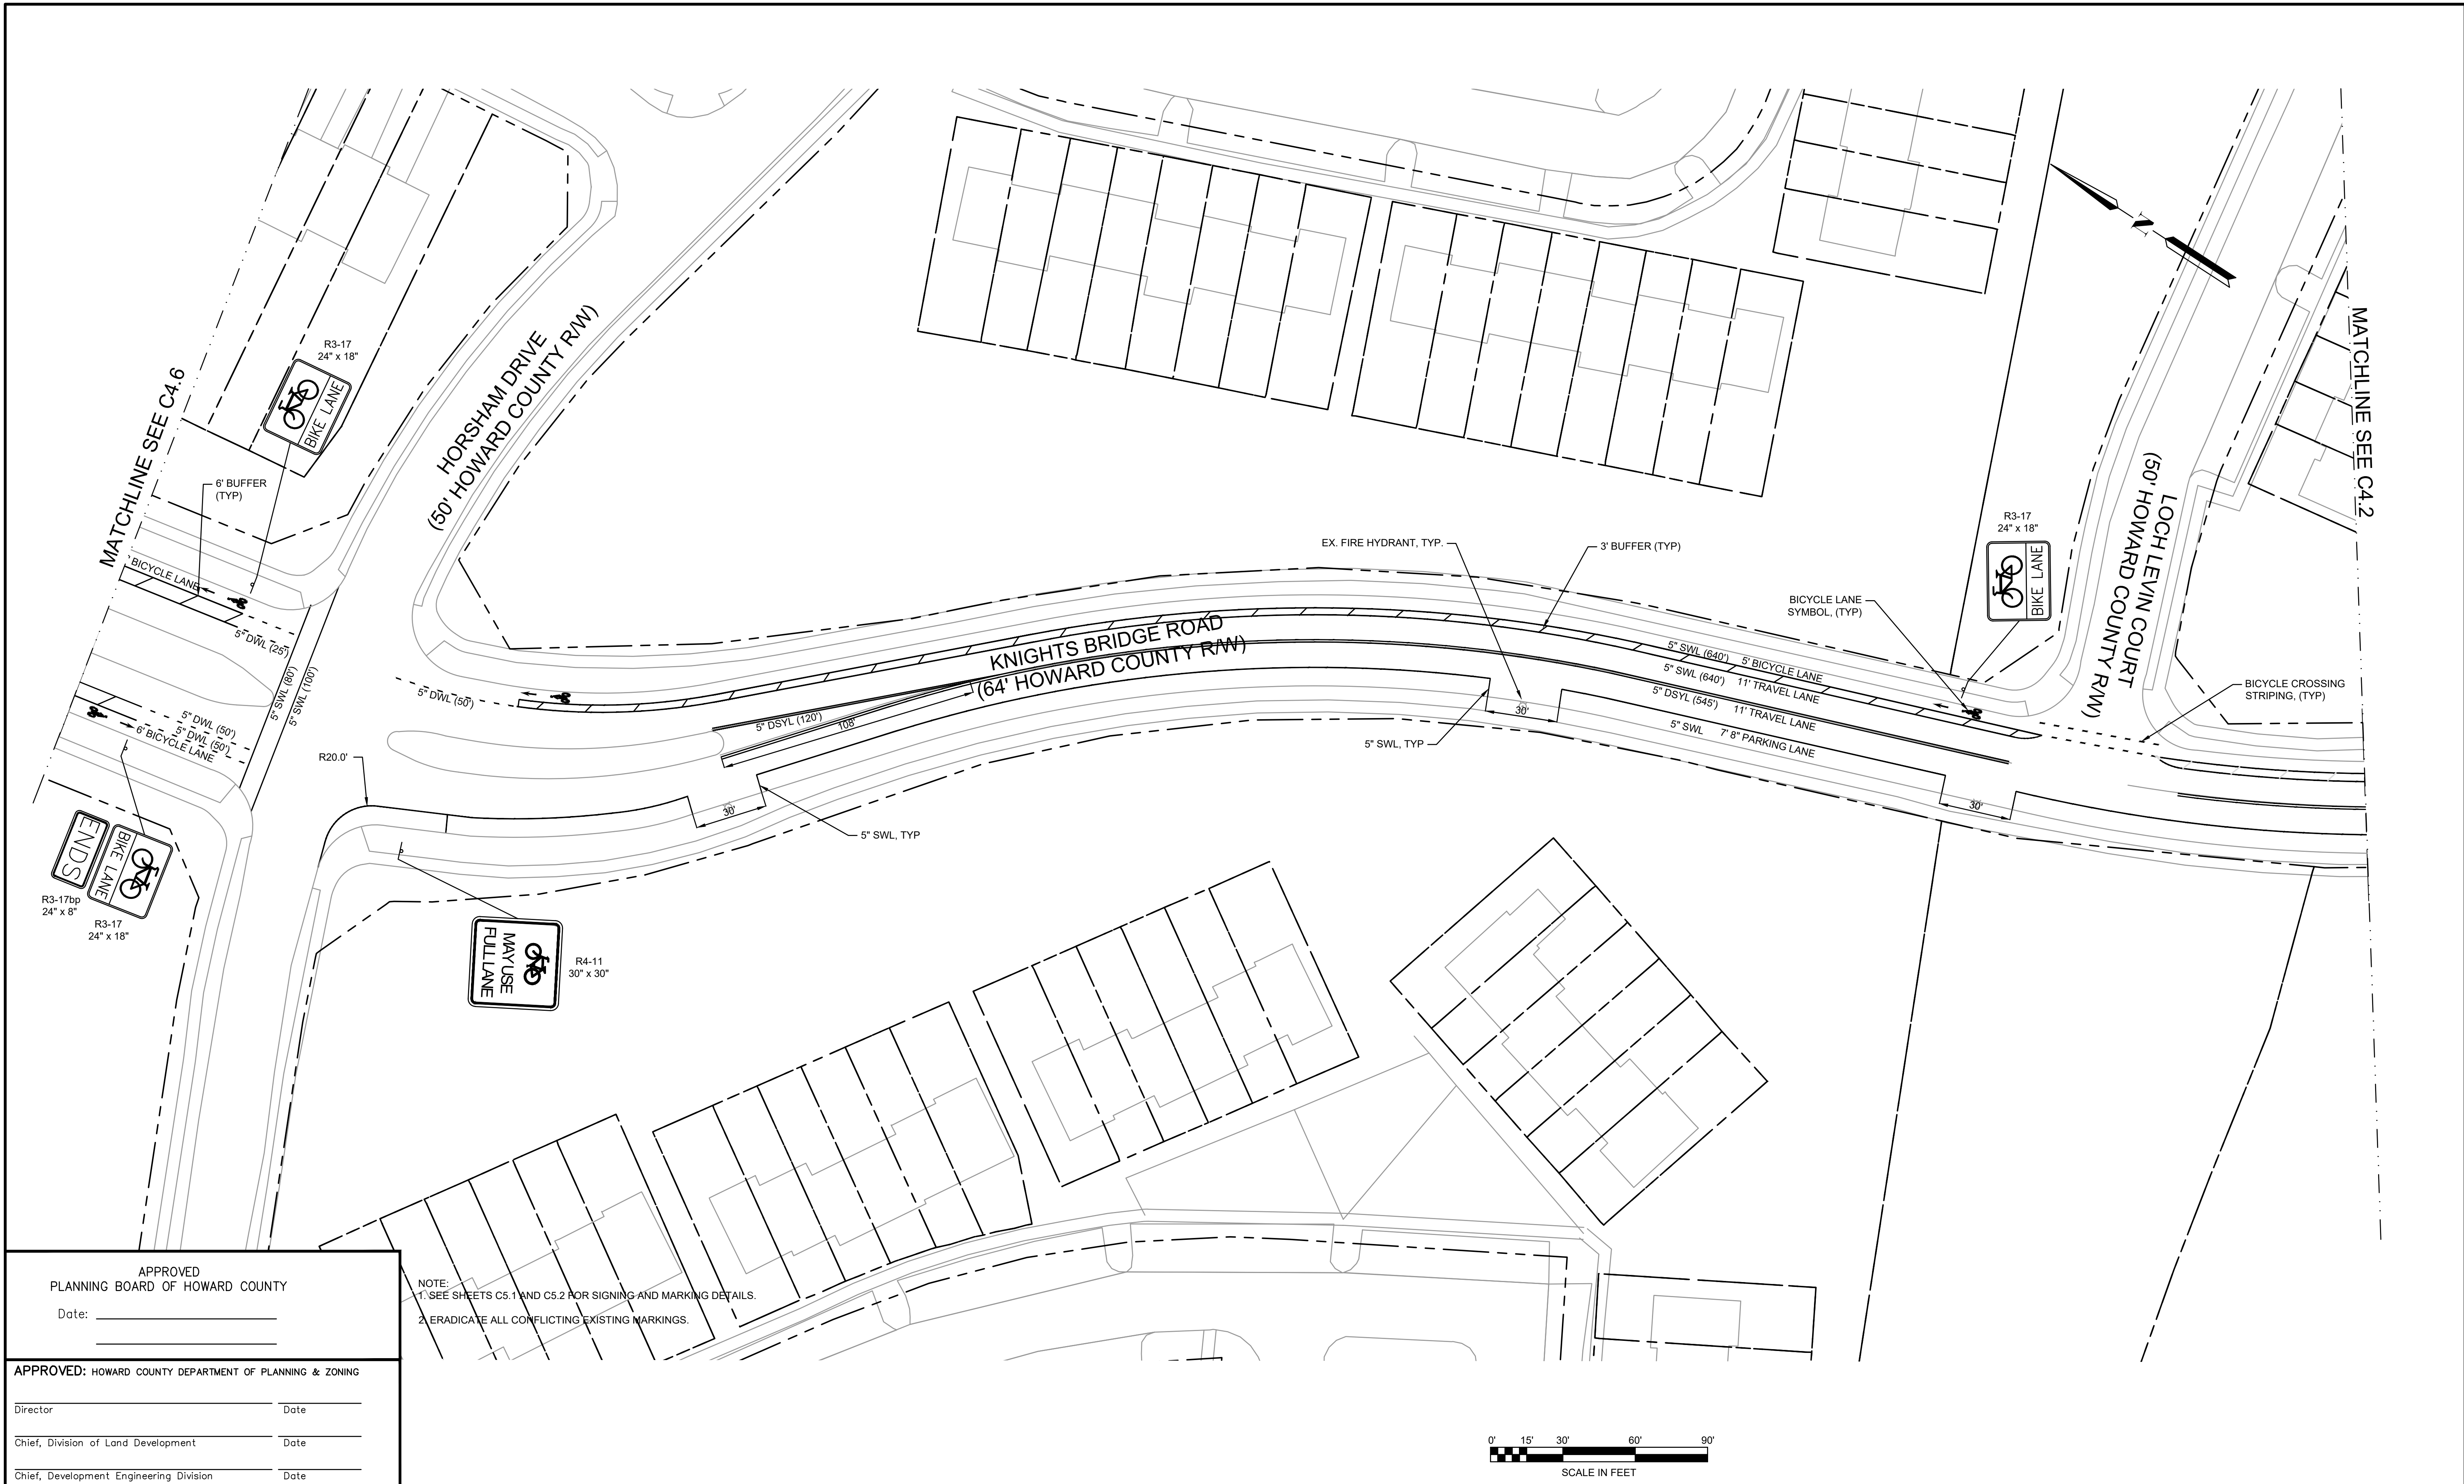 MATCHLINE SEE C4.6
R3-17
24" x 18"
BIKE LANE
6' BUFFER
(TYP)
HORSHAM DRIVE
(50' HOWARD COUNTY R/W)
' BICYCLE LANE
5" DWL (25')
5" SWL (80')
5" SWL (100')
5" DWL (50')
5" DWL (50')
6' BICYCLE LANE
ENDS
BIKE LANE
R3-17bp
24" x 8"
R3-17
24" x 18"
R20.0'
5" DWL (50')
KNIGHTS BRIDGE ROAD
(64' HOWARD COUNTY R/W)
5" DSYL (120')
108'
30'
5" SWL, TYP
MAY USE
FULL LANE
R4-11
30" x 30"
EX. FIRE HYDRANT, TYP.
3' BUFFER (TYP)
5" SWL, TYP
30'
5" SWL (640') 5' BICYCLE LANE
5" SWL (640') 11' TRAVEL LANE
5" DSYL (545') 11' TRAVEL LANE
5" SWL 7' 8" PARKING LANE
30'
BICYCLE LANE
SYMBOL, (TYP)
R3-17
24" x 18"
BIKE LANE
LOCH LEVIN COURT
(50' HOWARD COUNTY R/W)
BICYCLE CROSSING
STRIPING, (TYP)
N
MATCHLINE SEE C4.2
APPROVED
PLANNING BOARD OF HOWARD COUNTY
Date:
APPROVED: HOWARD COUNTY DEPARTMENT OF PLANNING & ZONING
Director Date
Chief, Division of Land Development Date
Chief, Development Engineering Division Date
NOTE:
1. SEE SHEETS C5.1 AND C5.2 FOR SIGNING AND MARKING DETAILS.
2. ERADICATE ALL CONFLICTING EXISTING MARKINGS.
0' 15' 30' 60' 90'
SCALE IN FEET